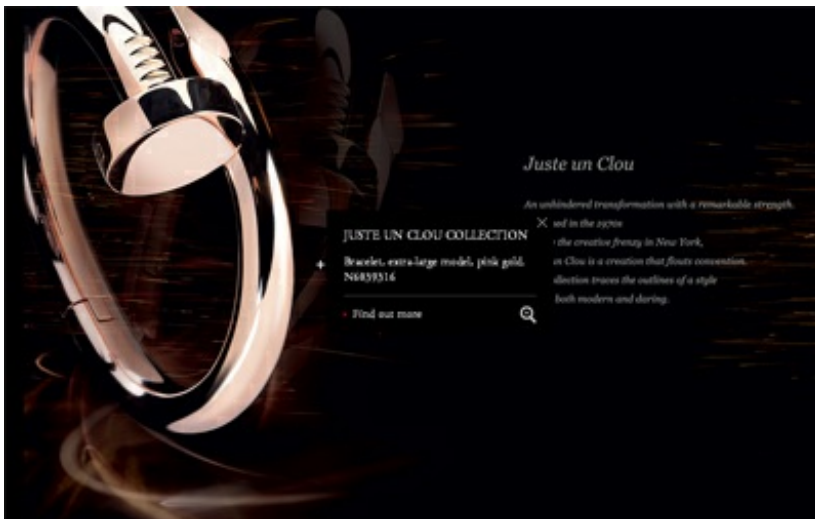 Juste un Clou
An unhindered transformation with a remarkable strength.
ed in the 1970s
the creative frenzy in New York,
n Clou is a creation that flouts convention.
llection traces the outlines of a style
both modern and daring.
JUSTE UN CLOU COLLECTION
Bracelet, extra-large model, pink gold.
N6039316
Find out more